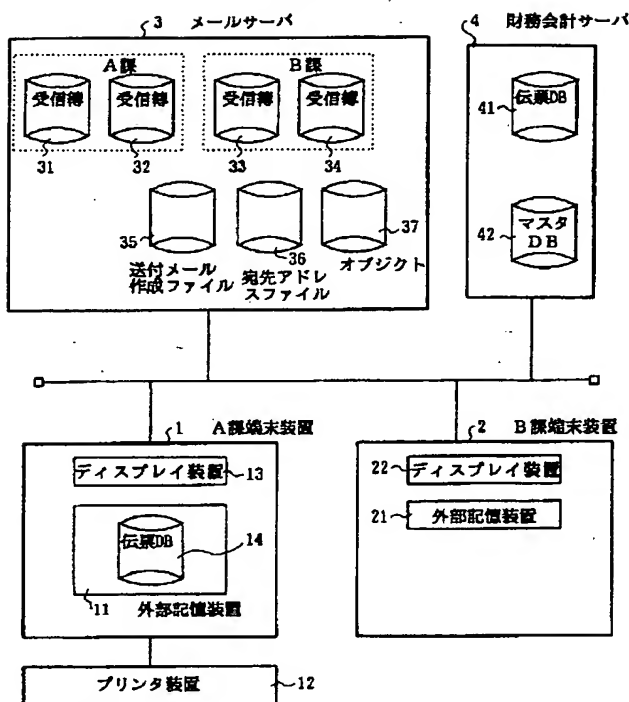 3 メールサーバ
4 財務会計サーバ
A課
B課
受信簿
受信簿
受信簿
受信簿
31
32
33
34
伝票DB
41
35
36
37
送付メール
作成ファイル
宛先アドレ
スファイル
オブジクト
マスタ
DB
42
1 A課端末装置
2 B課端末装置
ディスプレイ装置
13
22
ディスプレイ装置
伝票DB
14
21
外部記憶装置
11
外部記憶装置
プリンタ装置
12